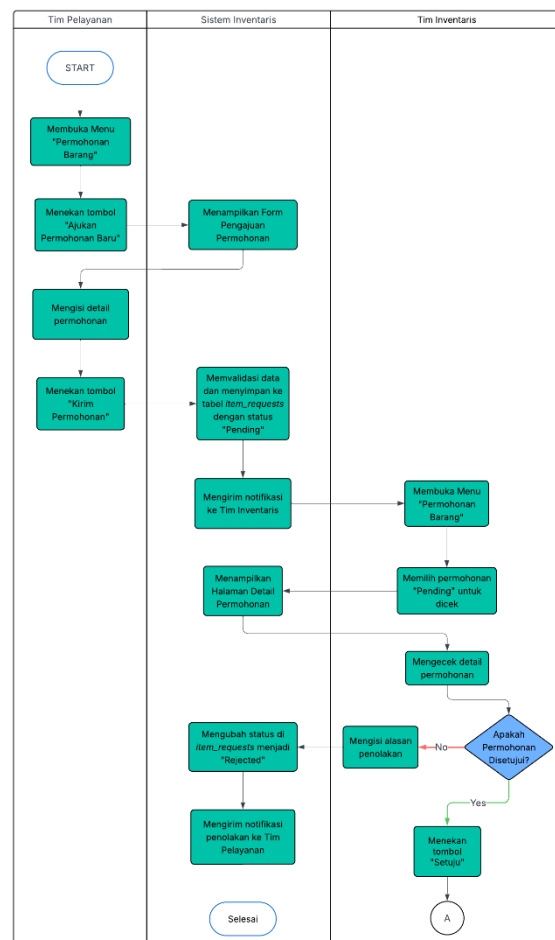 Tim Pelayanan
Sistem Inventaris
Tim Inventaris
START
Membuka Menu
"Permohonan
Barang"
Menekan tombol
"Ajukan
Permohonan Baru"
Menampilkan Form
Pengajuan
Permohonan
Mengisi detail
permohonan
Menekan tombol
"Kirim
Permohonan"
Memvalidasi data
dan menyimpan ke
tabel item_requests
dengan status
"Pending"
Mengirim notifikasi
ke Tim Inventaris
Membuka Menu
"Permohonan
Barang"
Memilih permohonan
"Pending" untuk
dicek
Menampilkan
Halaman Detail
Permohonan
Mengecek detail
permohonan
Apakah
Permohonan
Disetujui?
No
Mengisi alasan
penolakan
Mengubah status di
item_requests menjadi
"Rejected"
Mengirim notifikasi
penolakan ke Tim
Pelayanan
Selesai
Yes
Menekan
tombol
"Setuju"
A